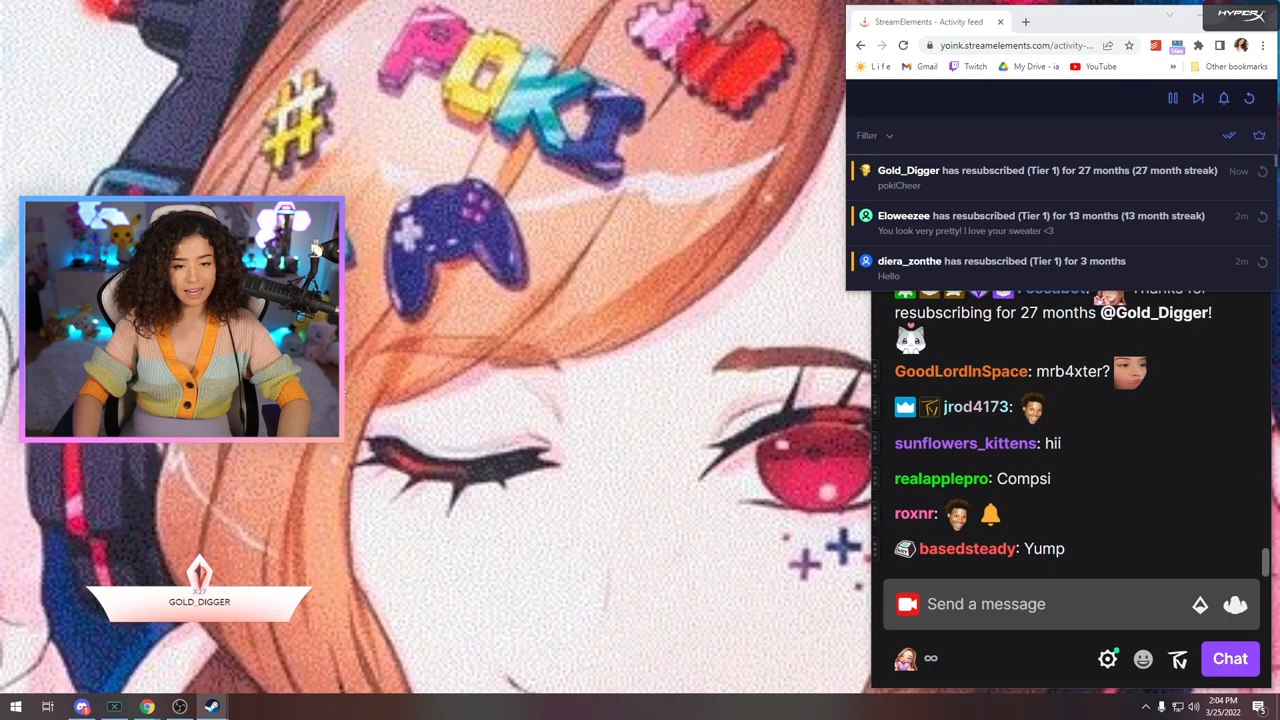 # POKI
HYPERX
StreamElements - Activity feed
yoink.streamelements.com/activity-...
56m
L i f e Gmail Twitch My Drive - ia YouTube » Other bookmarks
Filter
Gold_Digger has resubscribed (Tier 1) for 27 months (27 month streak) Now
pokiCheer
Eloweezee has resubscribed (Tier 1) for 13 months (13 month streak) 2m
You look very pretty! I love your sweater <3
diera_zonthe has resubscribed (Tier 1) for 3 months 2m
Hello
Thanks for
resubscribing for 27 months @Gold_Digger!
GoodLordInSpace: mrb4xter?
jrod4173:
sunflowers_kittens: hii
realapplepro: Compsi
roxnr:
basedsteady: Yump
Send a message
Chat
X27
GOLD_DIGGER
2:04 PM
3/25/2022
5